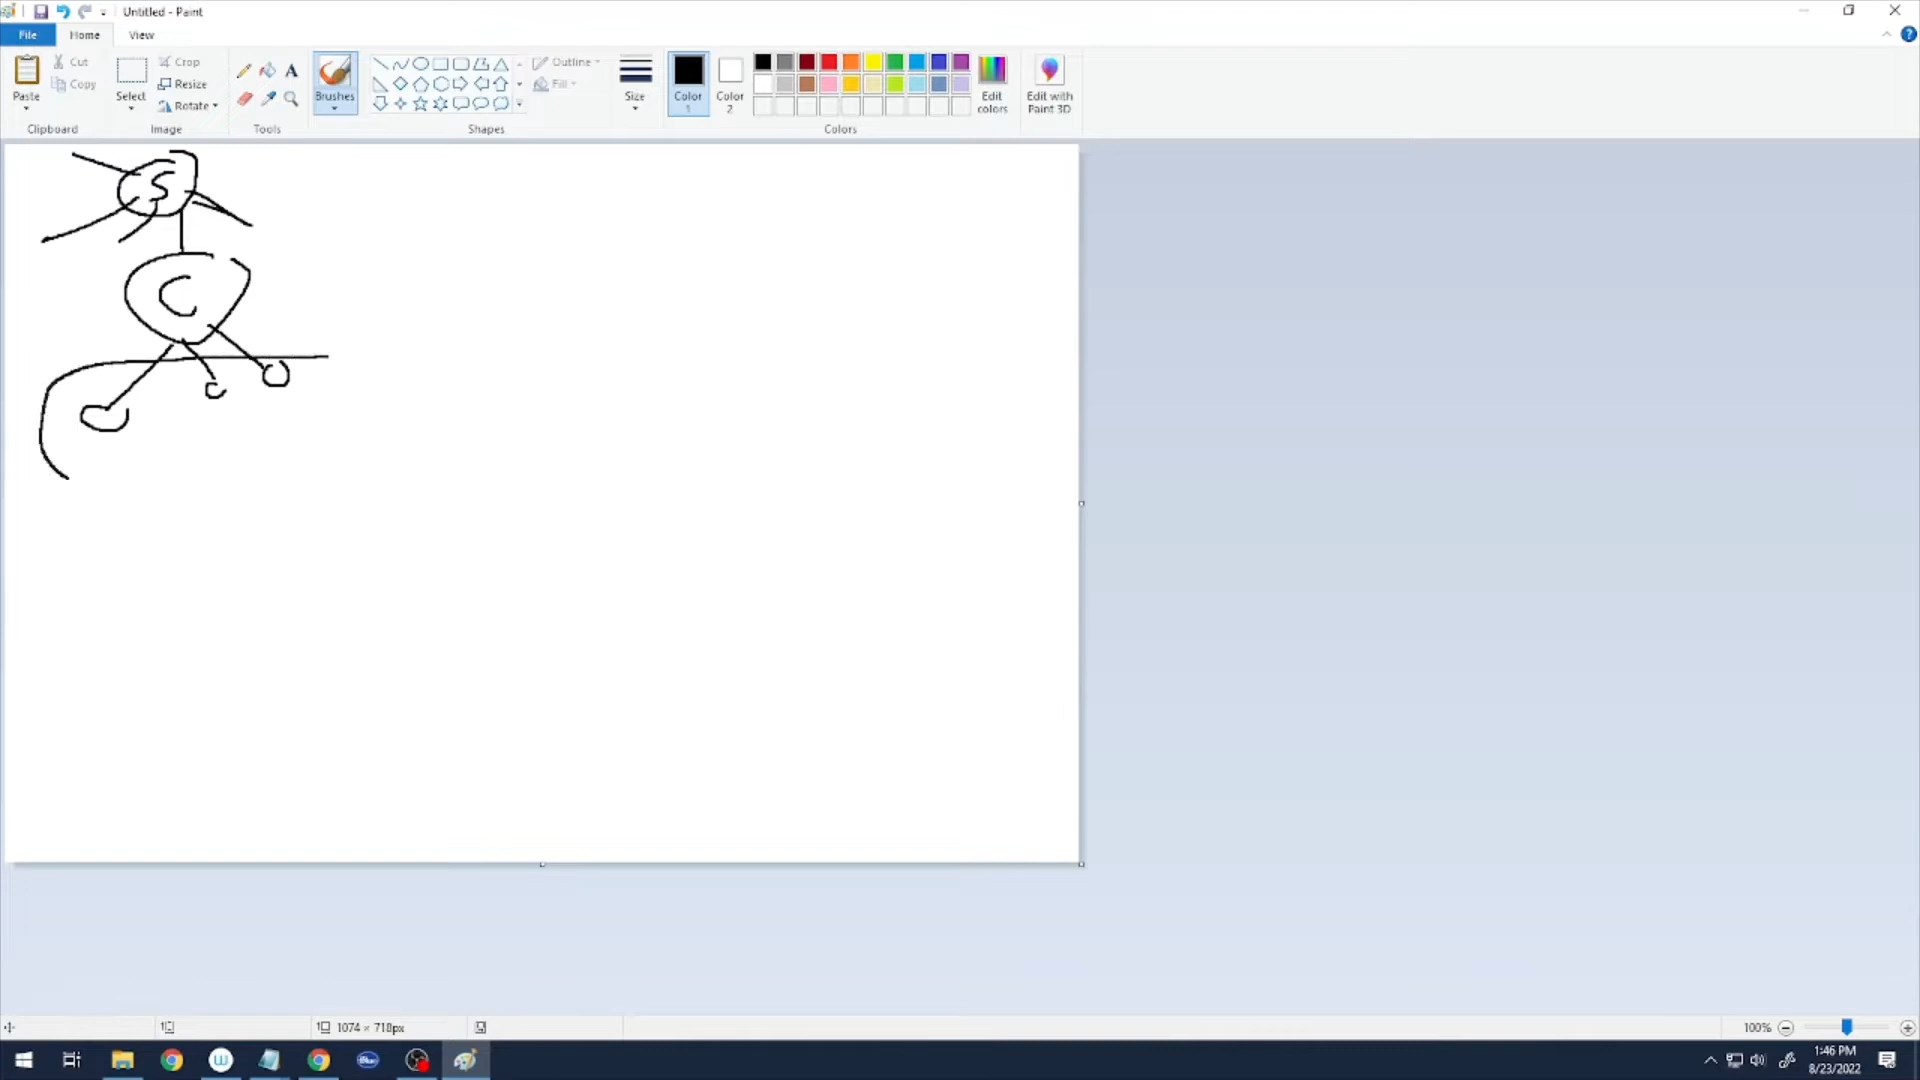 Untitled - Paint
File Home View
Paste
Cut
Copy
Clipboard
Select
Crop
Resize
Rotate
Image
A
Tools
Brushes
Shapes
Outline
Fill
Size
Color 1
Color 2
Edit colors
Colors
Edit with Paint 3D
S
C
1074 × 718px
100%
W
Blue
1:46 PM
8/23/2022